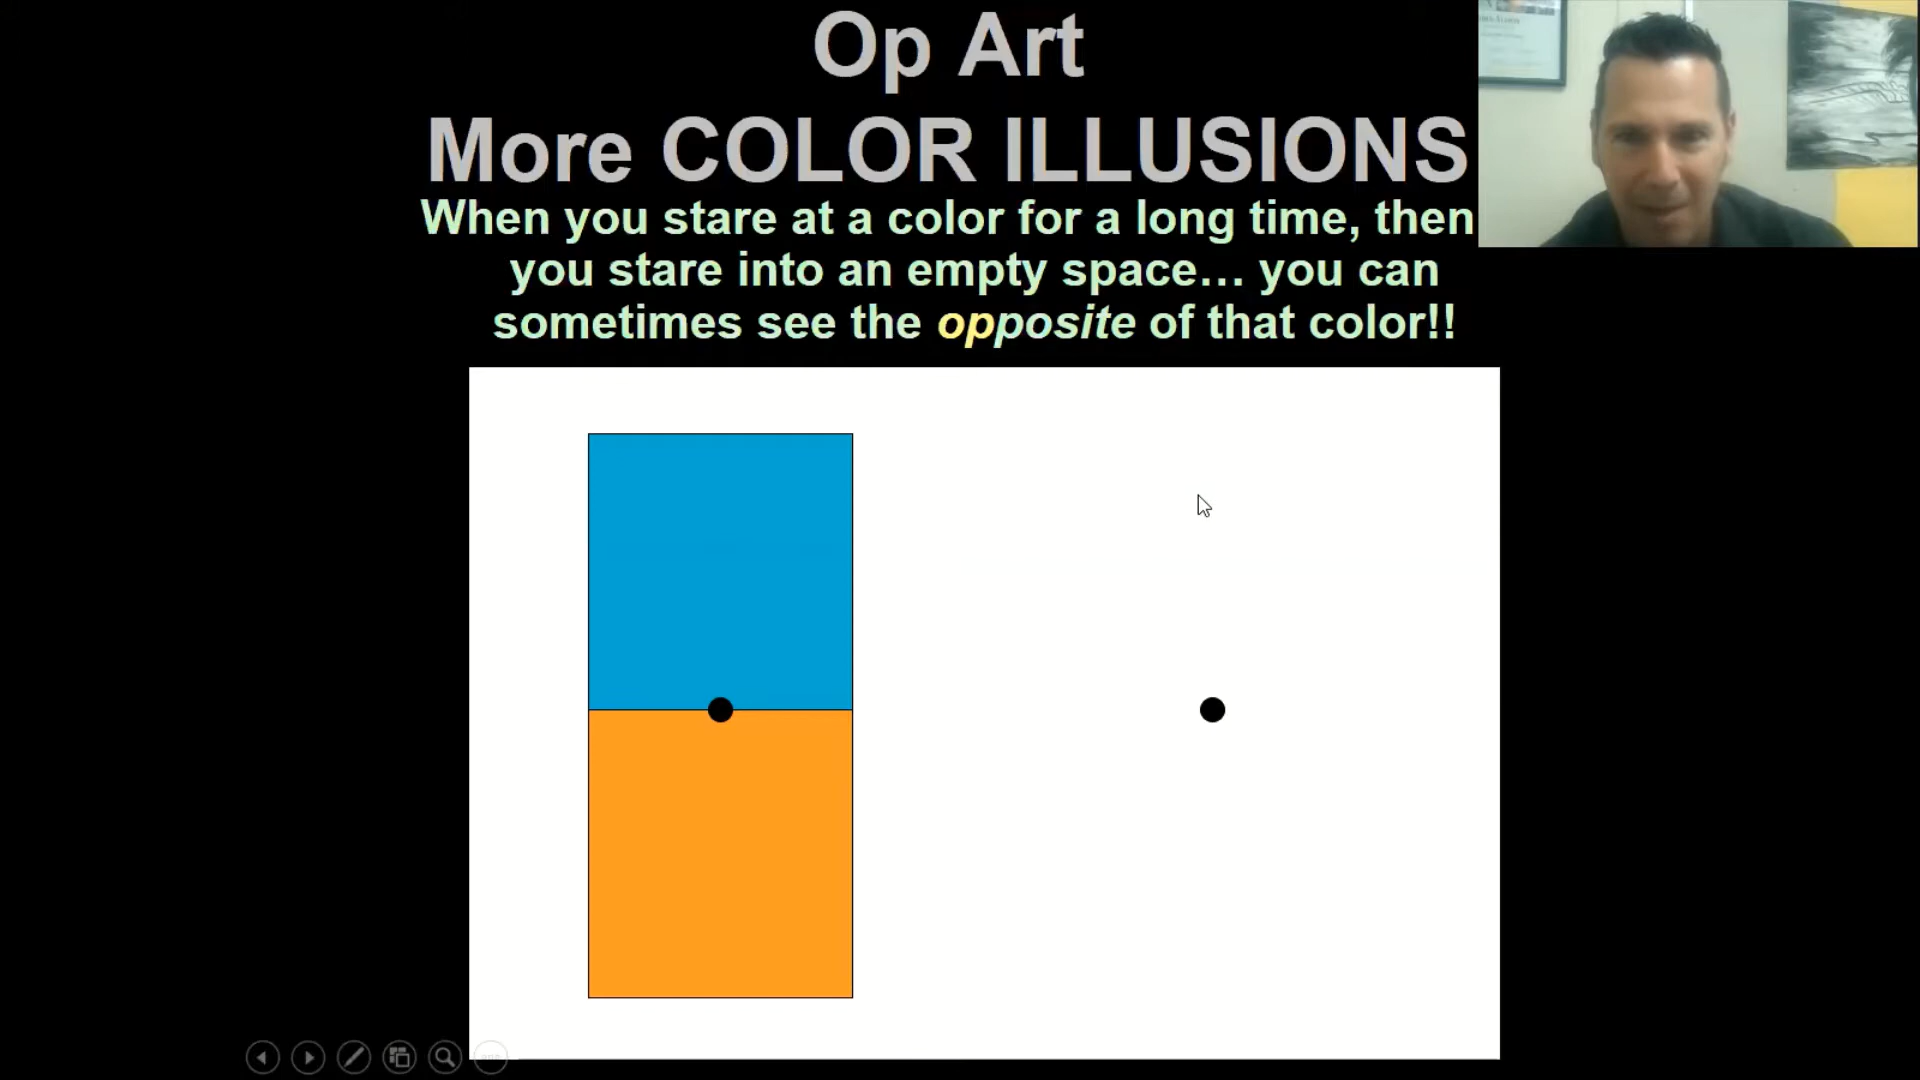 Op Art
More COLOR ILLUSIONS
When you stare at a color for a long time, then
you stare into an empty space... you can
sometimes see the opposite of that color!!